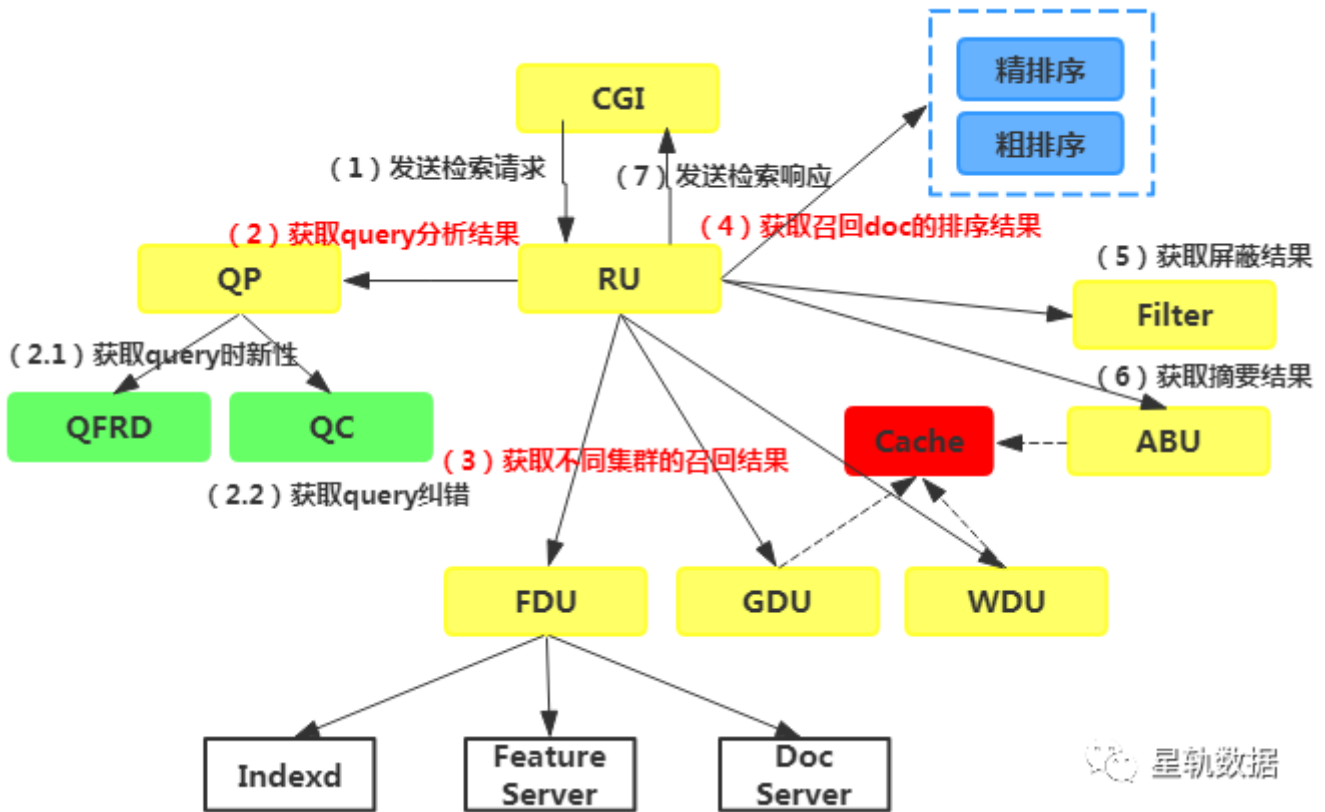 精排序
CGI
粗排序
（1）发送检索请求
（7）发送检索响应
（2）获取query分析结果
（4）获取召回doc的排序结果
QP
RU
（5）获取屏蔽结果
Filter
（2.1）获取query时新性
（6）获取摘要结果
QFRD
QC
Cache
ABU
（3）获取不同集群的召回结果
（2.2）获取query纠错
FDU
GDU
WDU
Indexd
Feature
Server
Doc
Server
星轨数据